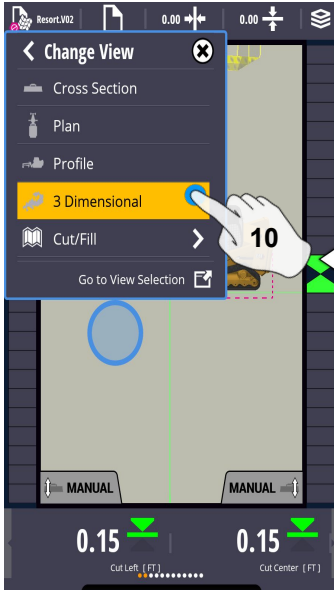 Resort.V02
0.00
0.00
Change View
Cross Section
Plan
Profile
3 Dimensional
Cut/Fill
10
Go to View Selection
MANUAL
MANUAL
0.15
0.15
Cut Left [ FT ]
Cut Center [ FT ]